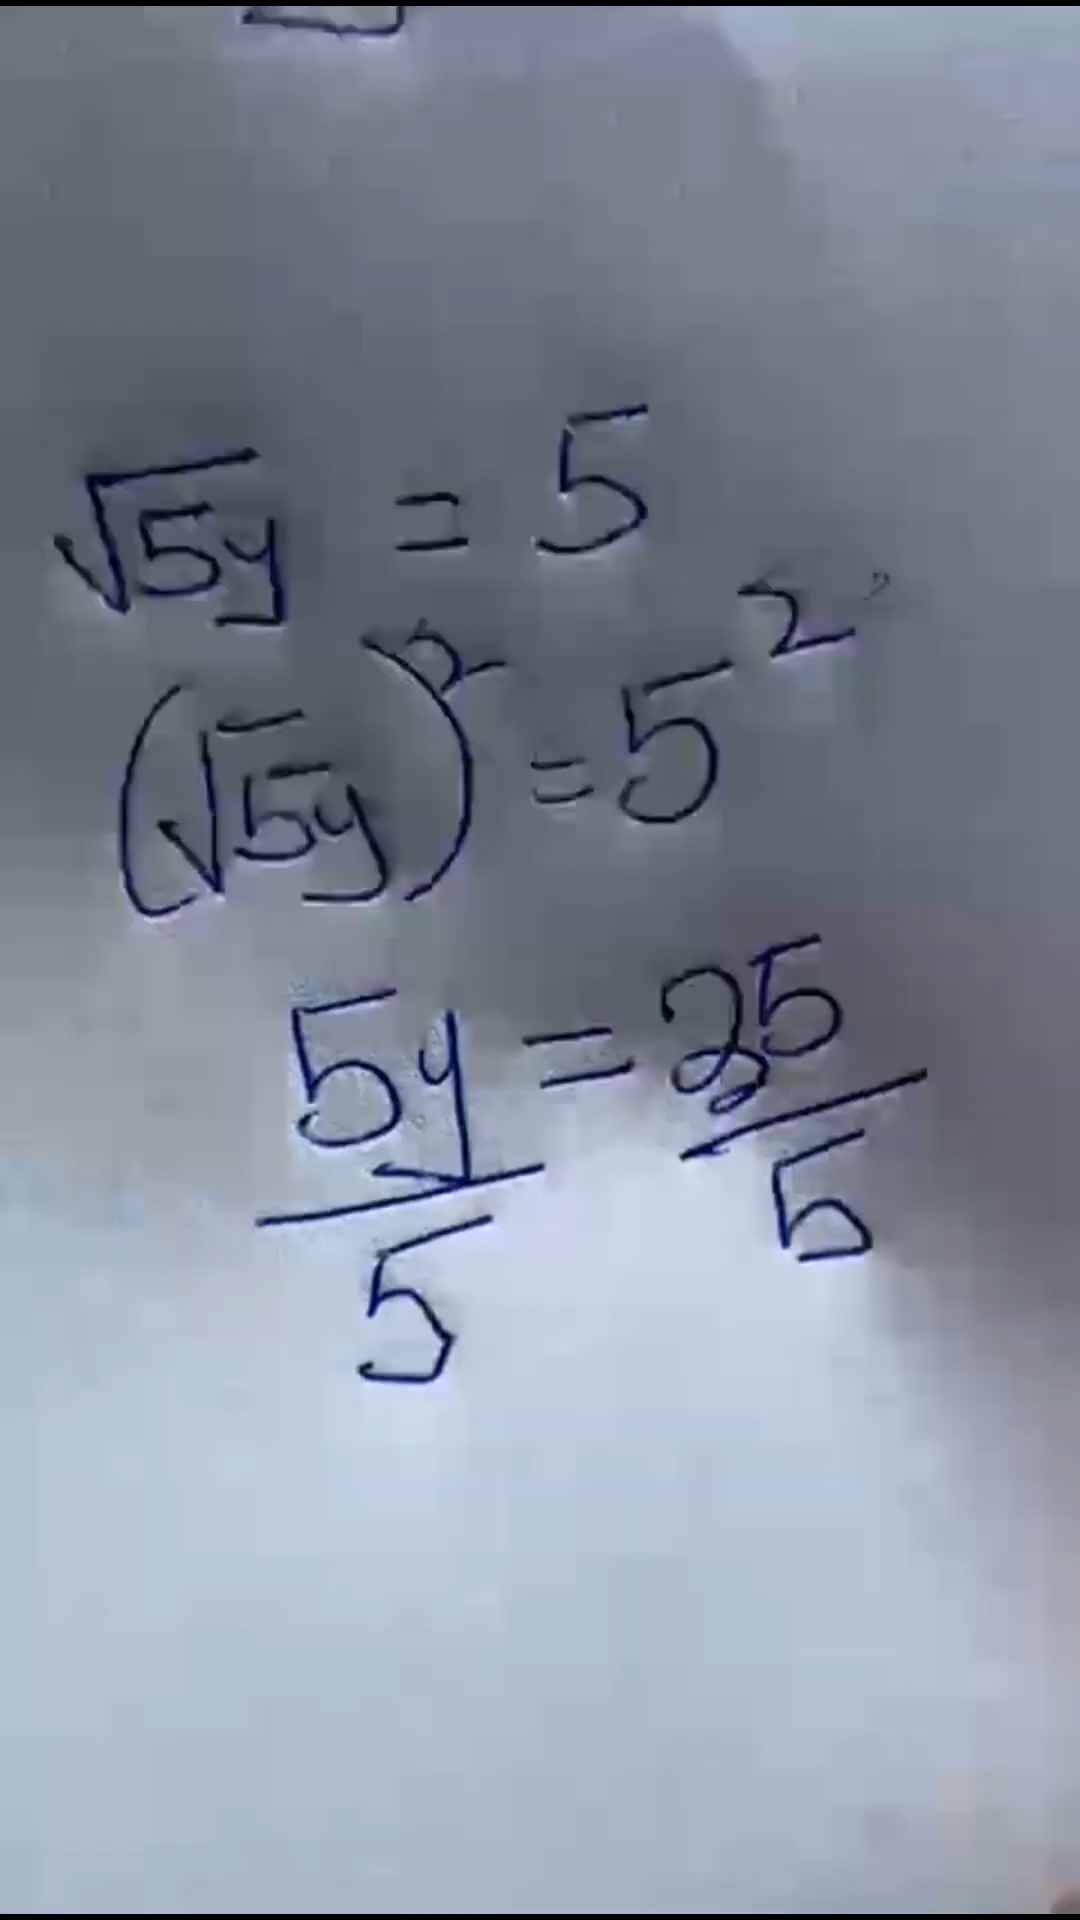 √5y = 5
(√5y)² = 5²
5y/5 = 25/5